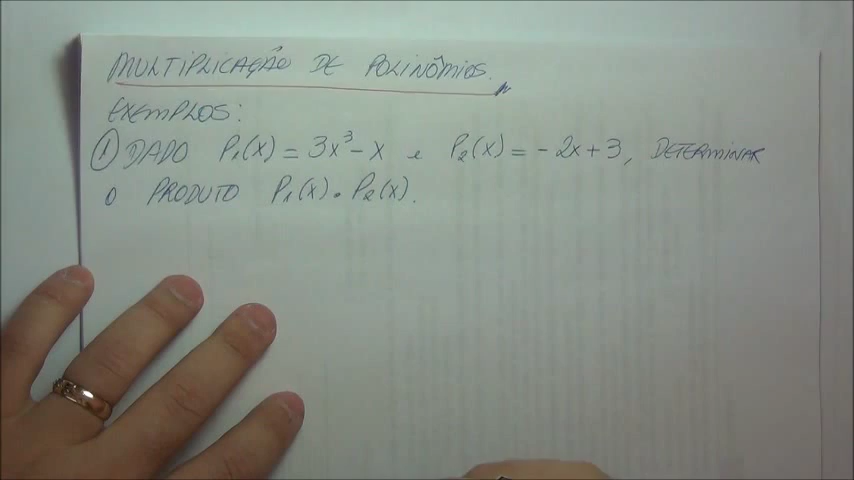 MULTIPLICAÇÃO DE POLINÔMIOS.
EXEMPLOS:
① DADO P₁(x) = 3x³ - x e P₂(x) = - 2x + 3, DETERMINAR
O PRODUTO P₁(x) . P₂(x).